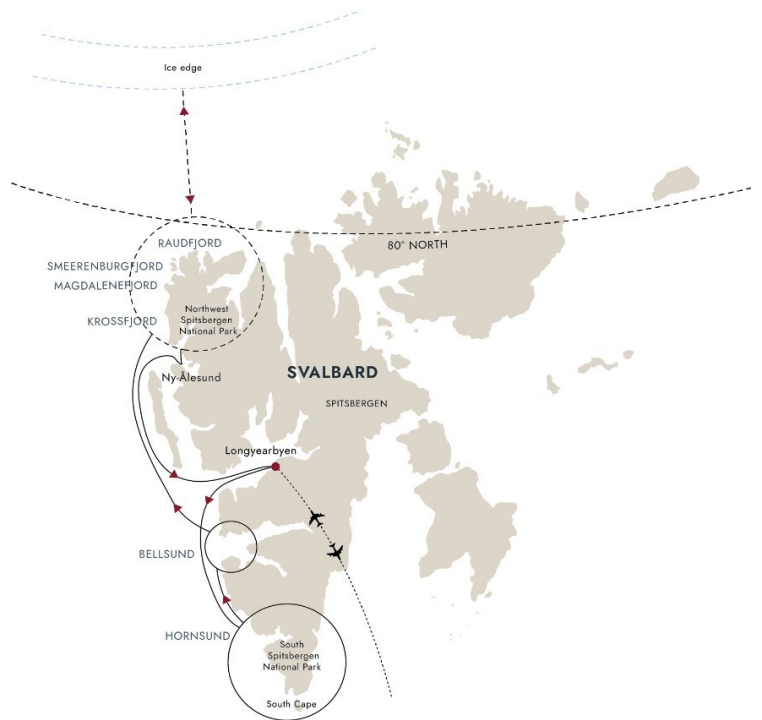 Ice edge
RAUDFJORD
80° NORTH
SMEERENBURGFJORD
MAGDALENEFJORD
KROSSFJORD
Northwest
Spitsbergen
National Park
Ny-Ålesund
SVALBARD
SPITSBERGEN
Longyearbyen
BELLSUND
HORNSUND
South
Spitsbergen
National Park
South Cape